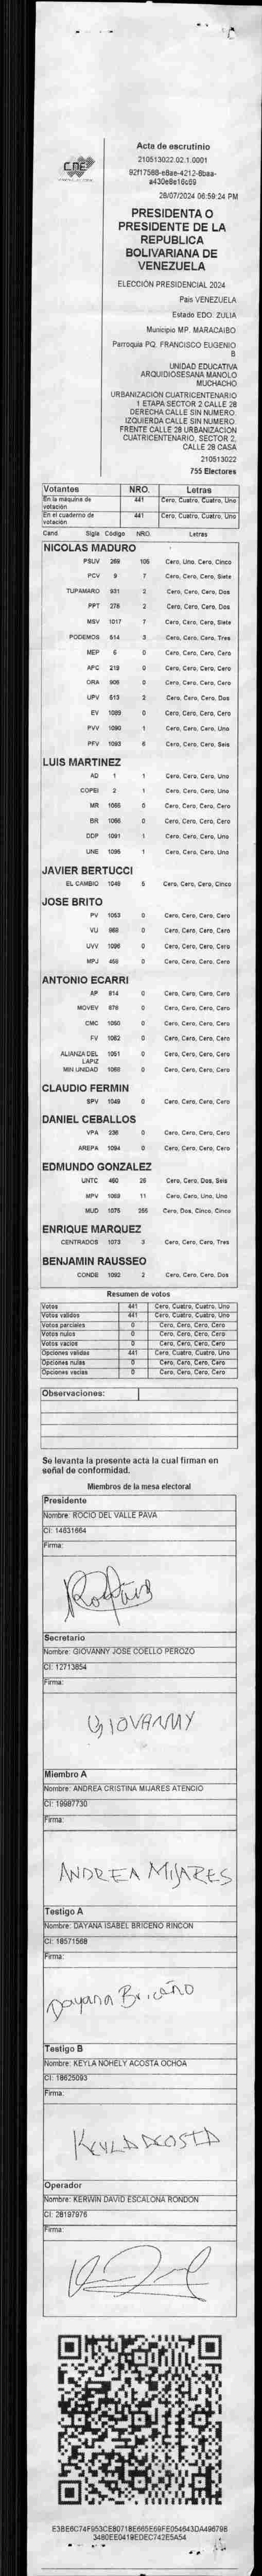 CNE
Acta de escrutinio
210513022.02.1.0001
92f17588-e8ae-4212-8baa-
a430e8e16c69
28/07/2024 06:59:24 PM
PRESIDENTA O
PRESIDENTE DE LA
REPUBLICA
BOLIVARIANA DE
VENEZUELA
ELECCIÓN PRESIDENCIAL 2024
País VENEZUELA
Estado EDO. ZULIA
Municipio MP. MARACAIBO
Parroquia PQ. FRANCISCO EUGENIO
B
UNIDAD EDUCATIVA
ARQUIDIOSESANA MANOLO
MUCHACHO
URBANIZACION CUATRICENTENARIO
1 ETAPA SECTOR 2 CALLE 28
DERECHA CALLE SIN NUMERO.
IZQUIERDA CALLE SIN NUMERO.
FRENTE CALLE 28 URBANIZACIÓN
CUATRICENTENARIO, SECTOR 2,
CALLE 28 CASA
210513022
755 Electores
Votantes NRO. Letras
En la máquina de votación 441 Cero, Cuatro, Cuatro, Uno
En el cuaderno de votación 441 Cero, Cuatro, Cuatro, Uno
Cand. Sigla Código NRO. Letras
NICOLAS MADURO
PSUV 269 105 Cero, Uno, Cero, Cinco
PCV 9 7 Cero, Cero, Cero, Siete
TUPAMARO 931 2 Cero, Cero, Cero, Dos
PPT 276 2 Cero, Cero, Cero, Dos
MSV 1017 7 Cero, Cero, Cero, Siete
PODEMOS 514 3 Cero, Cero, Cero, Tres
MEP 6 0 Cero, Cero, Cero, Cero
APC 219 0 Cero, Cero, Cero, Cero
ORA 906 0 Cero, Cero, Cero, Cero
UPV 613 2 Cero, Cero, Cero, Dos
EV 1089 0 Cero, Cero, Cero, Cero
PVV 1090 1 Cero, Cero, Cero, Uno
PFV 1093 6 Cero, Cero, Cero, Seis
LUIS MARTINEZ
AD 1 1 Cero, Cero, Cero, Uno
COPEI 2 1 Cero, Cero, Cero, Uno
MR 1065 0 Cero, Cero, Cero, Cero
BR 1066 0 Cero, Cero, Cero, Cero
DDP 1091 1 Cero, Cero, Cero, Uno
UNE 1095 1 Cero, Cero, Cero, Uno
JAVIER BERTUCCI
EL CAMBIO 1048 5 Cero, Cero, Cero, Cinco
JOSE BRITO
PV 1053 0 Cero, Cero, Cero, Cero
VU 868 0 Cero, Cero, Cero, Cero
UVV 1096 0 Cero, Cero, Cero, Cero
MPJ 456 0 Cero, Cero, Cero, Cero
ANTONIO ECARRI
AP 814 0 Cero, Cero, Cero, Cero
MOVEV 876 0 Cero, Cero, Cero, Cero
CMC 1050 0 Cero, Cero, Cero, Cero
FV 1082 0 Cero, Cero, Cero, Cero
ALIANZA DEL LAPIZ 1051 0 Cero, Cero, Cero, Cero
MIN UNIDAD 1068 0 Cero, Cero, Cero, Cero
CLAUDIO FERMIN
SPV 1049 0 Cero, Cero, Cero, Cero
DANIEL CEBALLOS
VPA 236 0 Cero, Cero, Cero, Cero
AREPA 1094 0 Cero, Cero, Cero, Cero
EDMUNDO GONZALEZ
UNTC 460 26 Cero, Cero, Dos, Seis
MPV 1069 11 Cero, Cero, Uno, Uno
MUD 1075 255 Cero, Dos, Cinco, Cinco
ENRIQUE MARQUEZ
CENTRADOS 1073 3 Cero, Cero, Cero, Tres
BENJAMIN RAUSSEO
CONDE 1092 2 Cero, Cero, Cero, Dos
Resumen de votos
Votos 441 Cero, Cuatro, Cuatro, Uno
Votos válidos 441 Cero, Cuatro, Cuatro, Uno
Votos parciales 0 Cero, Cero, Cero, Cero
Votos nulos 0 Cero, Cero, Cero, Cero
Votos vacíos 0 Cero, Cero, Cero, Cero
Opciones válidas 441 Cero, Cuatro, Cuatro, Uno
Opciones nulas 0 Cero, Cero, Cero, Cero
Opciones vacías 0 Cero, Cero, Cero, Cero
Observaciones:
Se levanta la presente acta la cual firman en
señal de conformidad.
Miembros de la mesa electoral
Presidente
Nombre: ROCIO DEL VALLE PAVA
CI: 14631664
Firma:
Secretario
Nombre: GIOVANNY JOSE COELLO PEROZO
CI: 12713854
Firma:
GIOVANNY
Miembro A
Nombre: ANDREA CRISTINA MIJARES ATENCIO
CI: 19987730
Firma:
ANDREA MIJARES
Testigo A
Nombre: DAYANA ISABEL BRICEÑO RINCON
CI: 18571568
Firma:
Dayana Briceño
Testigo B
Nombre: KEYLA NOHELY ACOSTA OCHOA
CI: 18625093
Firma:
KEYLA ACOSTA
Operador
Nombre: KERWIN DAVID ESCALONA RONDON
CI: 28197976
Firma:
E3BE6C74F953CE80718E665E69FE054643DA49679B
3480EE0419EDEC742E5A54